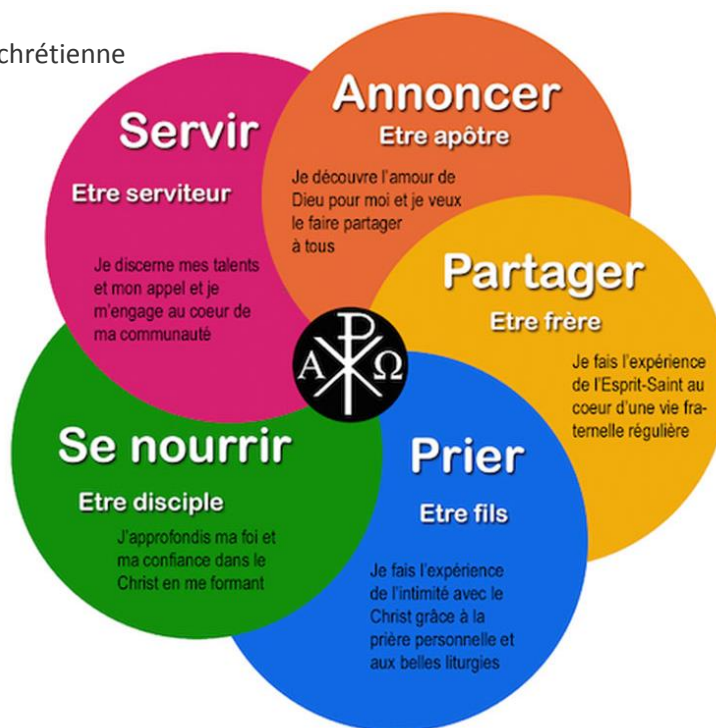 chrétienne
Servir
Etre serviteur
Je discerne mes talents
et mon appel et je
m'engage au coeur de
ma communauté
Annoncer
Etre apôtre
Je découvre l'amour de
Dieu pour moi et je veux
le faire partager
à tous
Partager
Etre frère
Je fais l'expérience
de l'Esprit-Saint au
coeur d'une vie fra-
ternelle régulière
Α Ω
Se nourrir
Etre disciple
J'approfondis ma foi et
ma confiance dans le
Christ en me formant
Prier
Etre fils
Je fais l'expérience
de l'intimité avec le
Christ grâce à la
prière personnelle et
aux belles liturgies